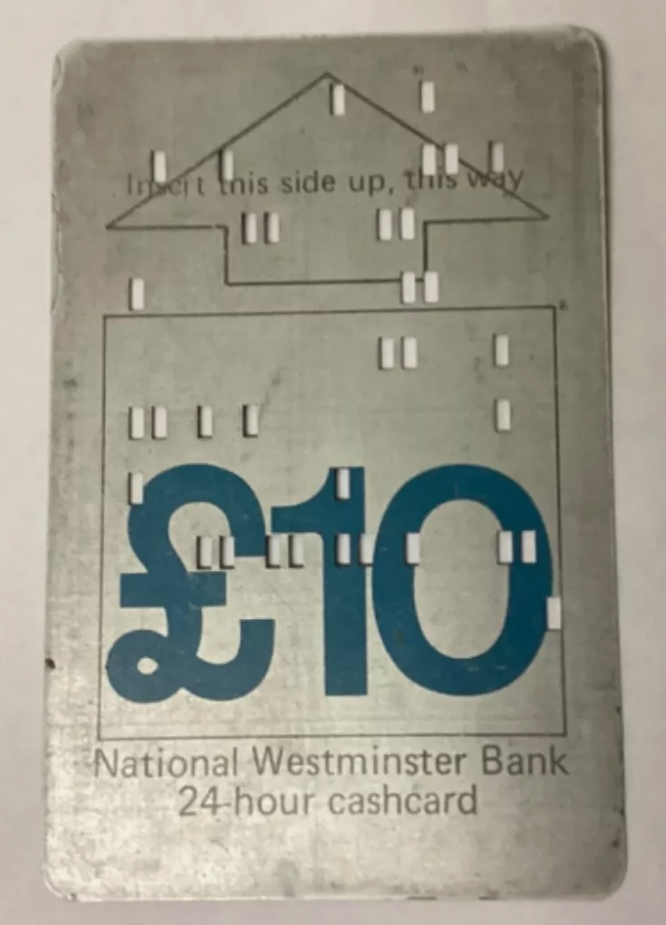 Insert this side up, this way
£10
National Westminster Bank
24-hour cashcard